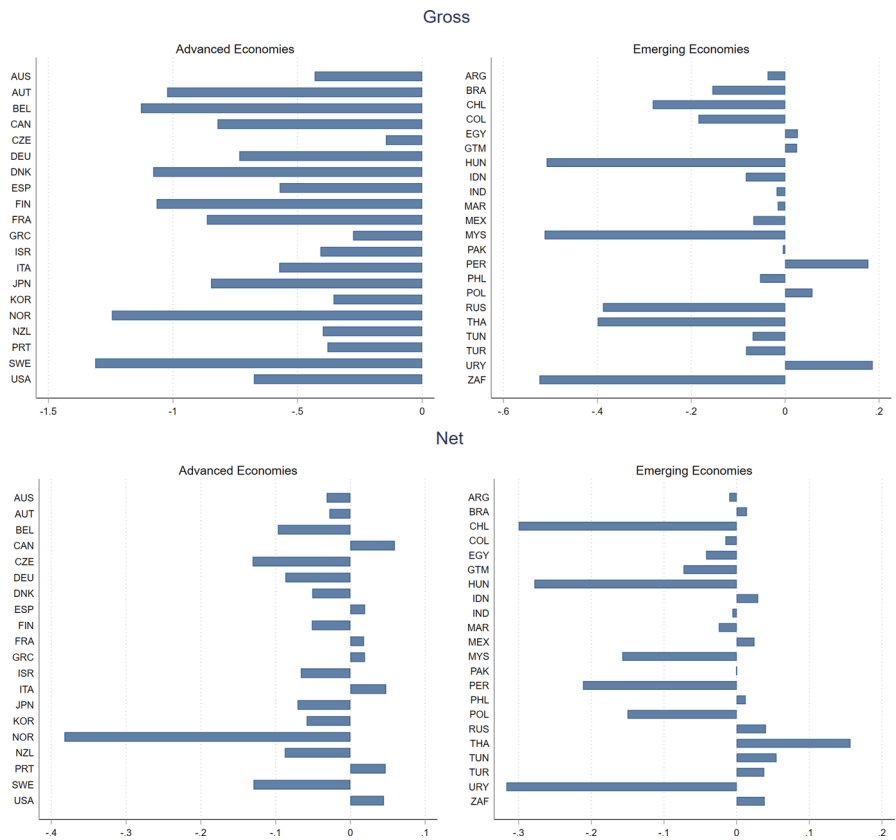 Gross
Advanced Economies
AUS
AUT
BEL
CAN
CZE
DEU
DNK
ESP
FIN
FRA
GRC
ISR
ITA
JPN
KOR
NOR
NZL
PRT
SWE
USA
-1.5 -1 -.5 0
Emerging Economies
ARG
BRA
CHL
COL
EGY
GTM
HUN
IDN
IND
MAR
MEX
MYS
PAK
PER
PHL
POL
RUS
THA
TUN
TUR
URY
ZAF
-.6 -.4 -.2 0 .2
Net
Advanced Economies
AUS
AUT
BEL
CAN
CZE
DEU
DNK
ESP
FIN
FRA
GRC
ISR
ITA
JPN
KOR
NOR
NZL
PRT
SWE
USA
-.4 -.3 -.2 -.1 0 .1
Emerging Economies
ARG
BRA
CHL
COL
EGY
GTM
HUN
IDN
IND
MAR
MEX
MYS
PAK
PER
PHL
POL
RUS
THA
TUN
TUR
URY
ZAF
-.3 -.2 -.1 0 .1 .2